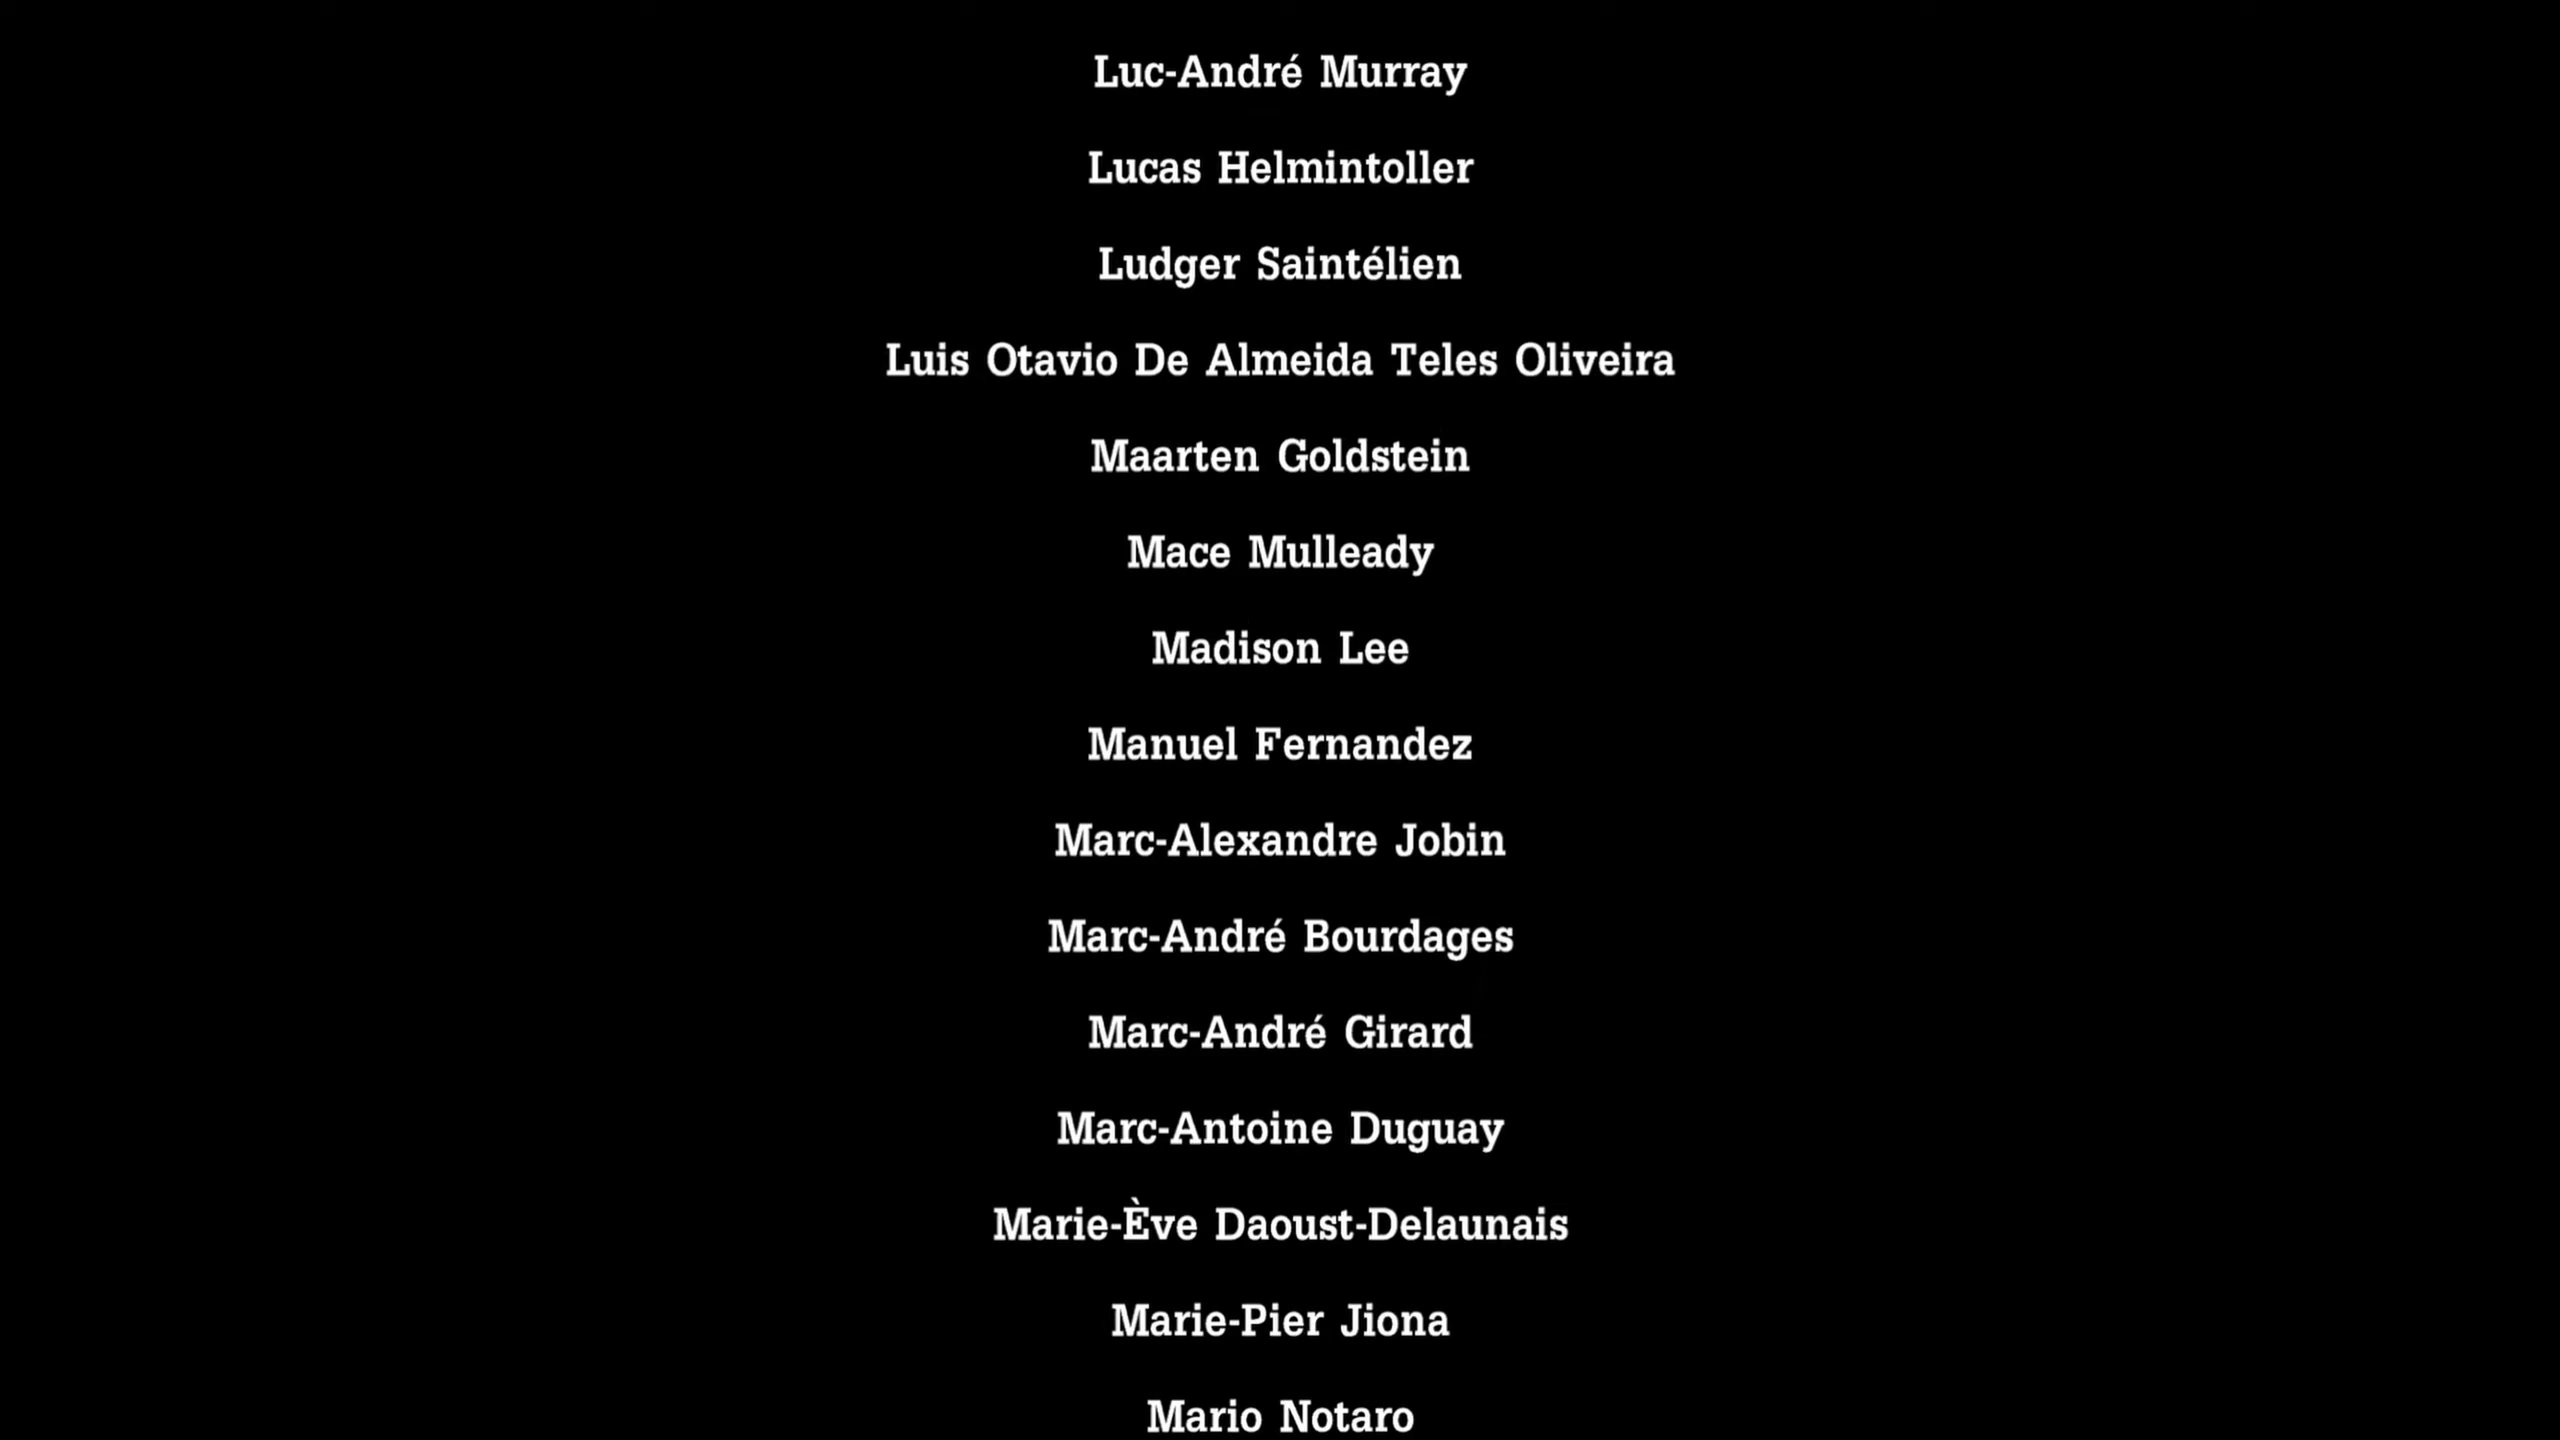 Luc-André Murray
Lucas Helmintoller
Ludger Saintélien
Luis Otavio De Almeida Teles Oliveira
Maarten Goldstein
Mace Mulleady
Madison Lee
Manuel Fernandez
Marc-Alexandre Jobin
Marc-André Bourdages
Marc-André Girard
Marc-Antoine Duguay
Marie-Ève Daoust-Delaunais
Marie-Pier Jiona
Mario Notaro